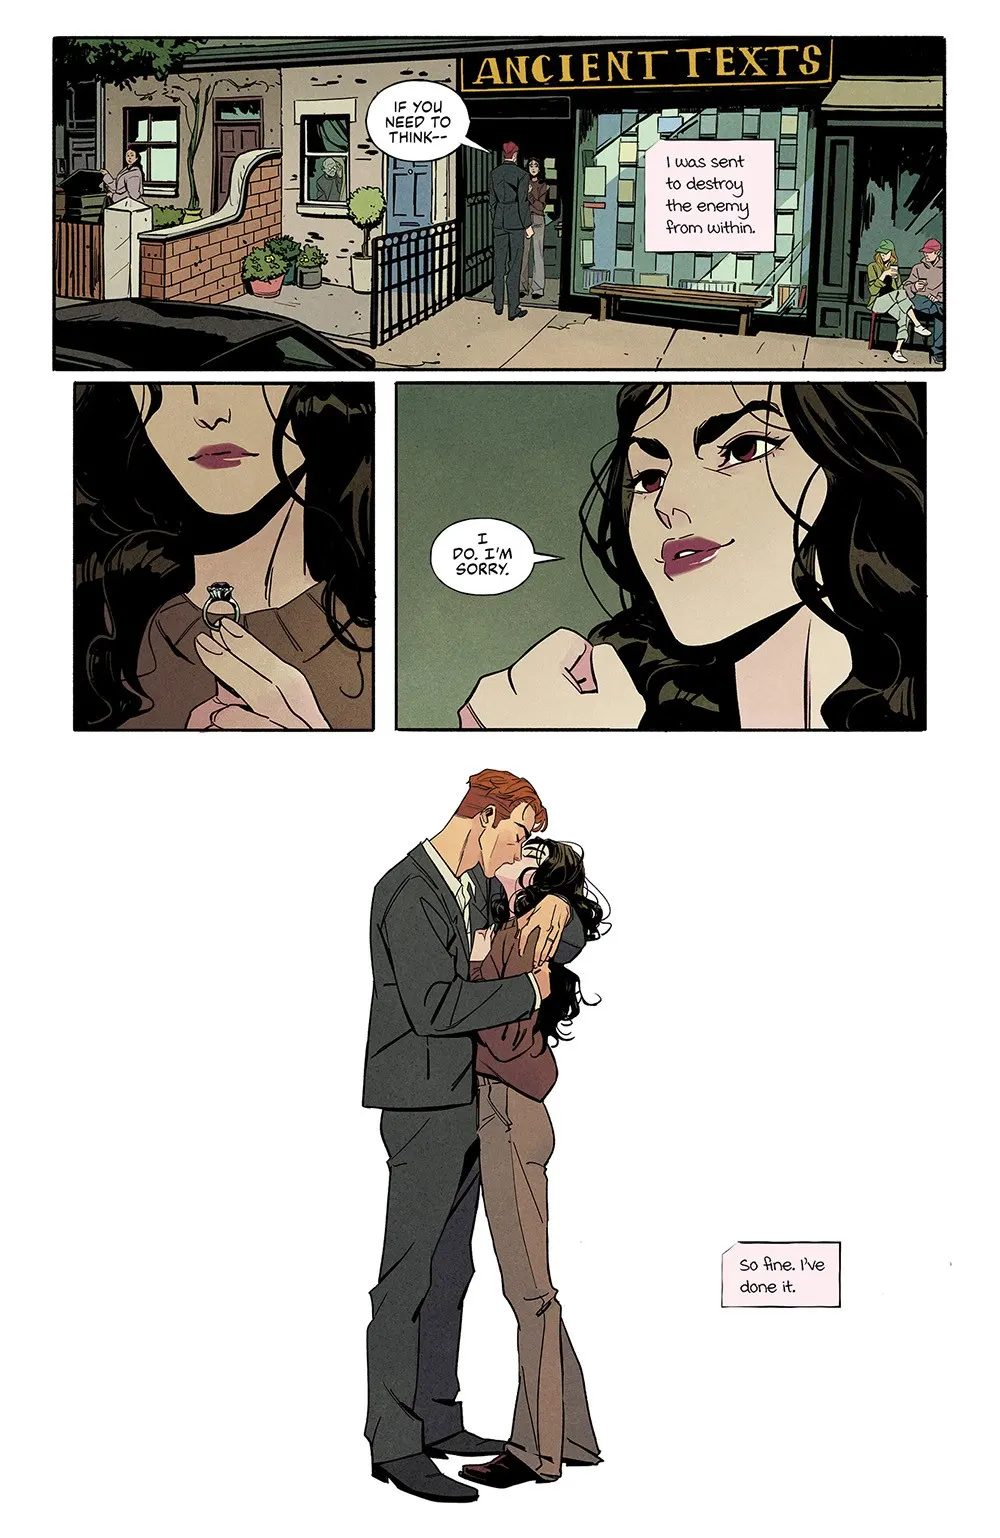 ANCIENT TEXTS
IF YOU
NEED TO
THINK--
I was sent
to destroy
the enemy
from within.
I
DO. I'M
SORRY.
So fine. I've
done it.